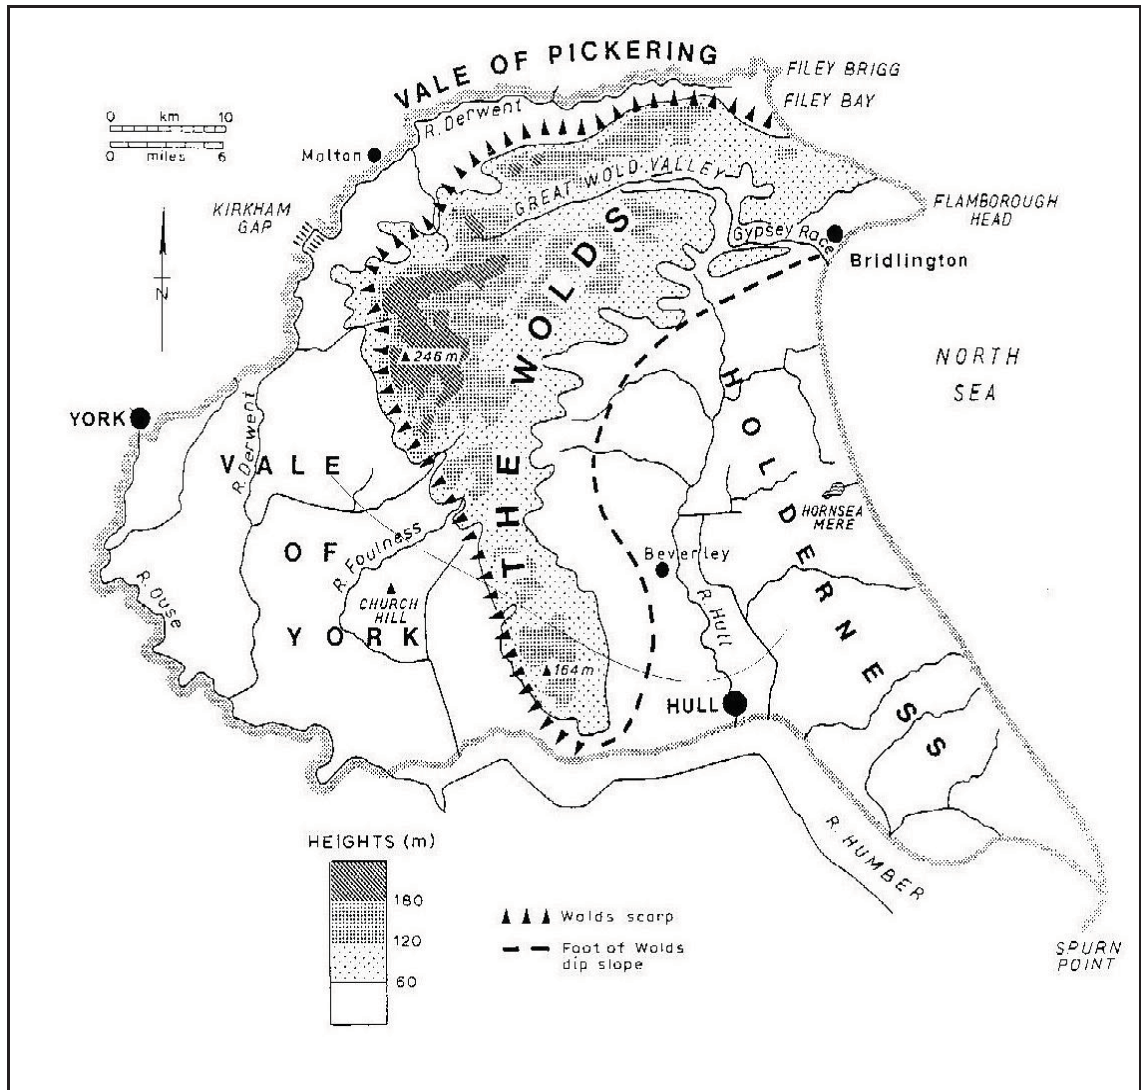 VALE OF PICKERING
FILEY BRIGG
FILEY BAY
0 km 10
0 miles 6
R. Derwent
Malton
GREAT WOLD VALLEY
KIRKHAM
GAP
FLAMBOROUGH
HEAD
Gypsey Race
Bridlington
N
THE WOLDS
246 m
NORTH
SEA
YORK
R. Derwent
VALE
OF
YORK
HOLDERNESS
HORNSEA
MERE
R. Foulness
Beverley
R. Ouse
CHURCH
HILL
R. Hull
164 m
HULL
R. HUMBER
HEIGHTS (m)
180
120
60
Wolds scarp
Foot of Wolds
dip slope
SPURN
POINT